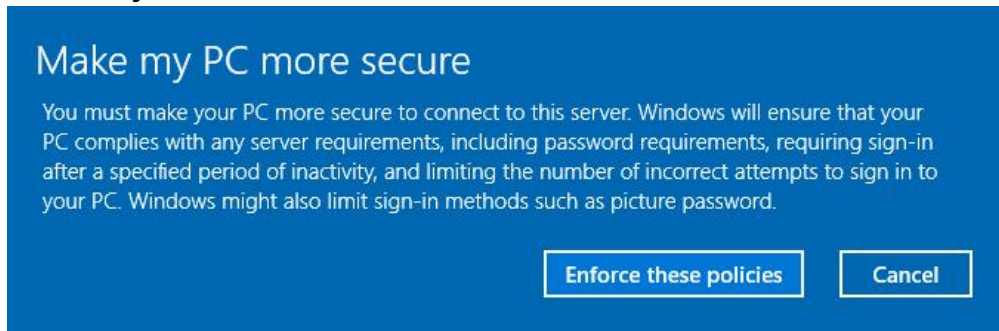 Make my PC more secure
You must make your PC more secure to connect to this server. Windows will ensure that your
PC complies with any server requirements, including password requirements, requiring sign-in
after a specified period of inactivity, and limiting the number of incorrect attempts to sign in to
your PC. Windows might also limit sign-in methods such as picture password.
Enforce these policies Cancel